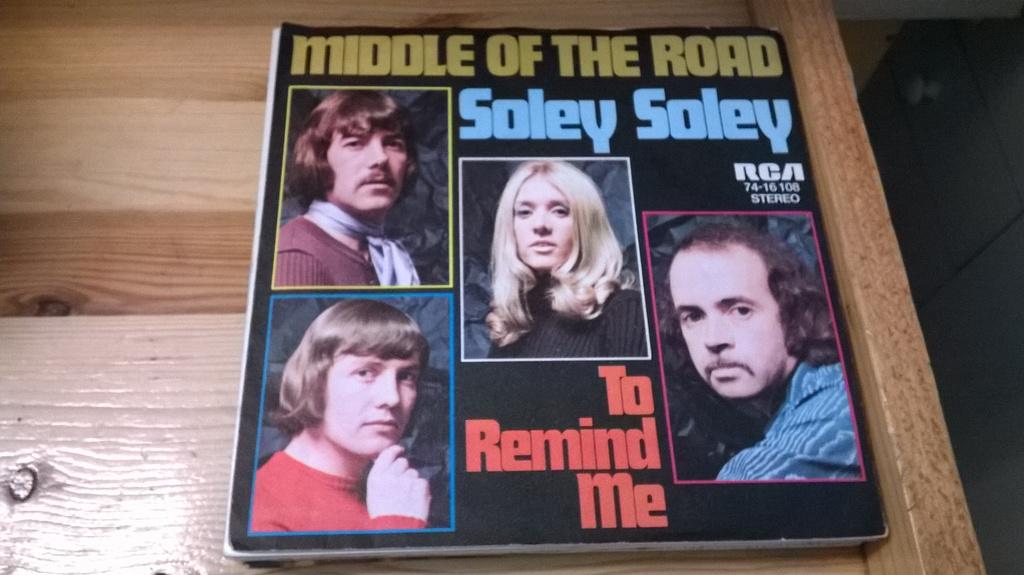 MIDDLE OF THE ROAD
Soley Soley
RCA
74-16 108
STEREO
To
Remind
Me